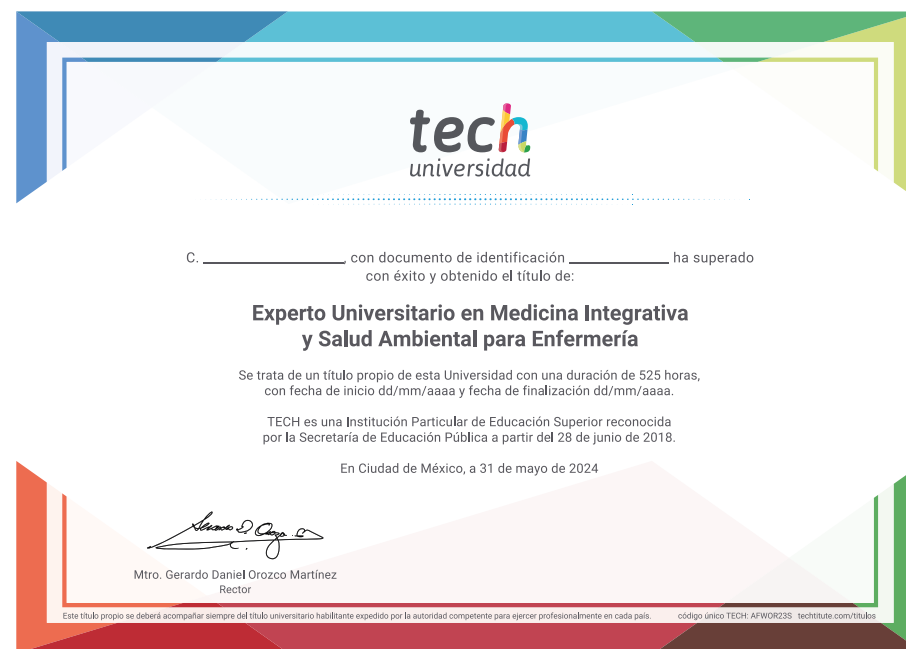 tech
universidad
C. ____________________, con documento de identificación ______________ ha superado
con éxito y obtenido el título de:
Experto Universitario en Medicina Integrativa
y Salud Ambiental para Enfermería
Se trata de un título propio de esta Universidad con una duración de 525 horas,
con fecha de inicio dd/mm/aaaa y fecha de finalización dd/mm/aaaa.
TECH es una Institución Particular de Educación Superior reconocida
por la Secretaría de Educación Pública a partir del 28 de junio de 2018.
En Ciudad de México, a 31 de mayo de 2024
Mtro. Gerardo Daniel Orozco Martínez
Rector
Este título propio se deberá acompañar siempre del título universitario habilitante expedido por la autoridad competente para ejercer profesionalmente en cada país. código único TECH: AFWOR23S techtitute.com/titulos